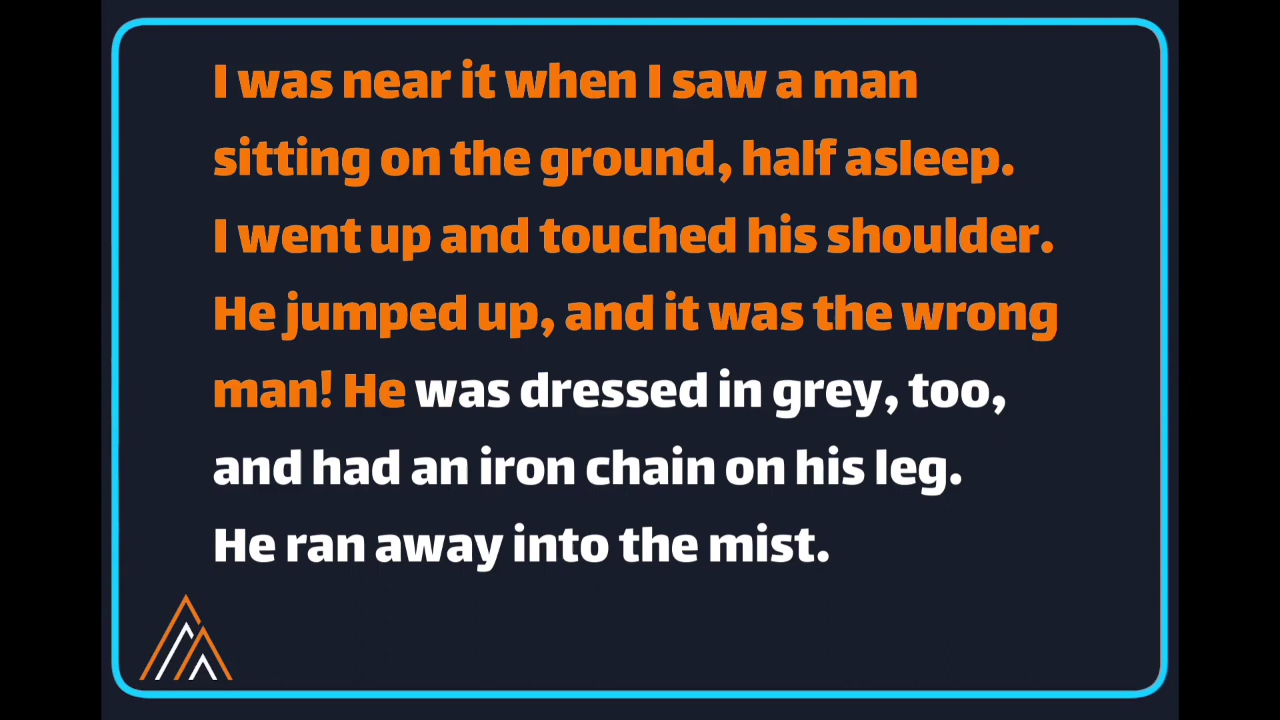 I was near it when I saw a man
sitting on the ground, half asleep.
I went up and touched his shoulder.
He jumped up, and it was the wrong
man! He was dressed in grey, too,
and had an iron chain on his leg.
He ran away into the mist.